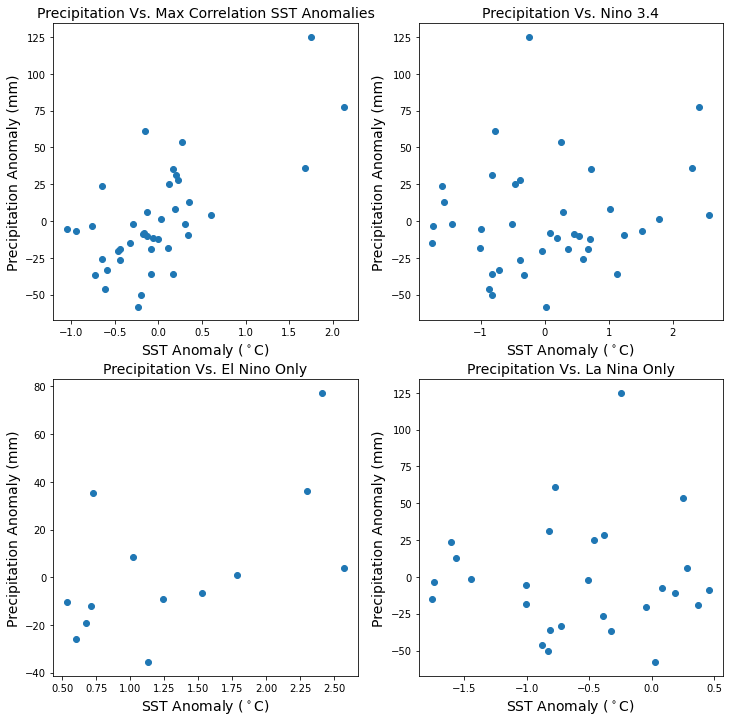 Precipitation Vs. Max Correlation SST Anomalies
125
100
75
50
25
0
−25
−50
Precipitation Anomaly (mm)
−1.0 −0.5 0.0 0.5 1.0 1.5 2.0
SST Anomaly (˚C)
Precipitation Vs. Nino 3.4
125
100
75
50
25
0
−25
−50
Precipitation Anomaly (mm)
−1 0 1 2
SST Anomaly (˚C)
Precipitation Vs. El Nino Only
80
60
40
20
0
−20
−40
Precipitation Anomaly (mm)
0.50 0.75 1.00 1.25 1.50 1.75 2.00 2.25 2.50
SST Anomaly (˚C)
Precipitation Vs. La Nina Only
125
100
75
50
25
0
−25
−50
Precipitation Anomaly (mm)
−1.5 −1.0 −0.5 0.0 0.5
SST Anomaly (˚C)